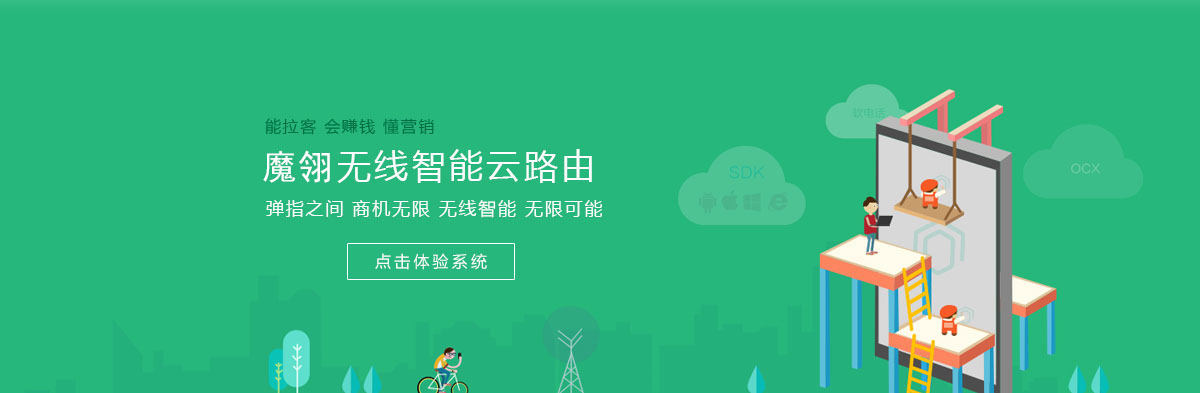 能拉客 会赚钱 懂营销
魔翎无线智能云路由
弹指之间 商机无限 无线智能 无限可能
点击体验系统
软电话
SDK
OCX